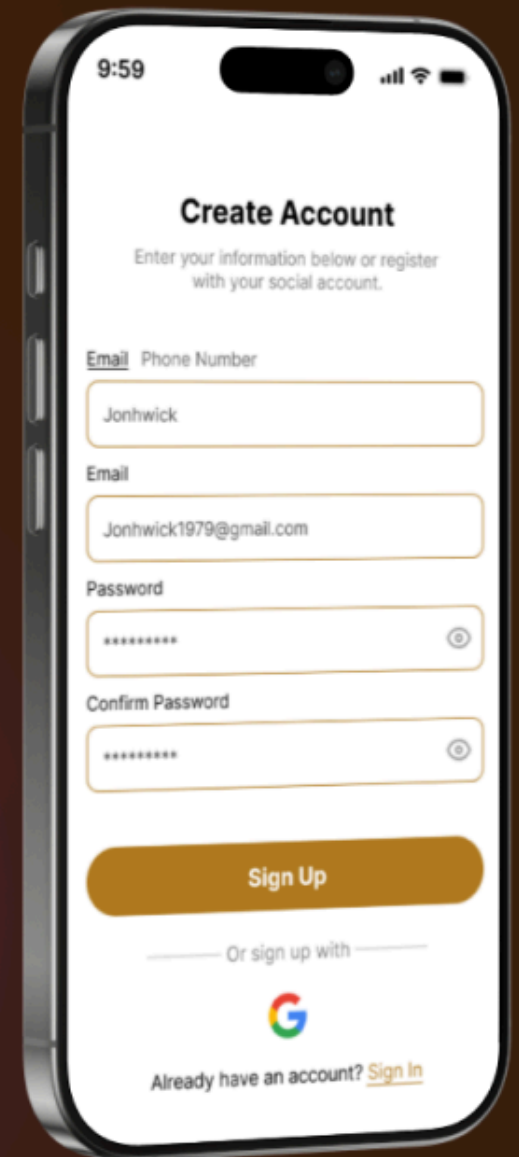 9:59
Create Account
Enter your information below or register
with your social account.
Email Phone Number
Jonhwick
Email
Jonhwick1979@gmail.com
Password
*********
Confirm Password
*********
Sign Up
Or sign up with
Already have an account? Sign In